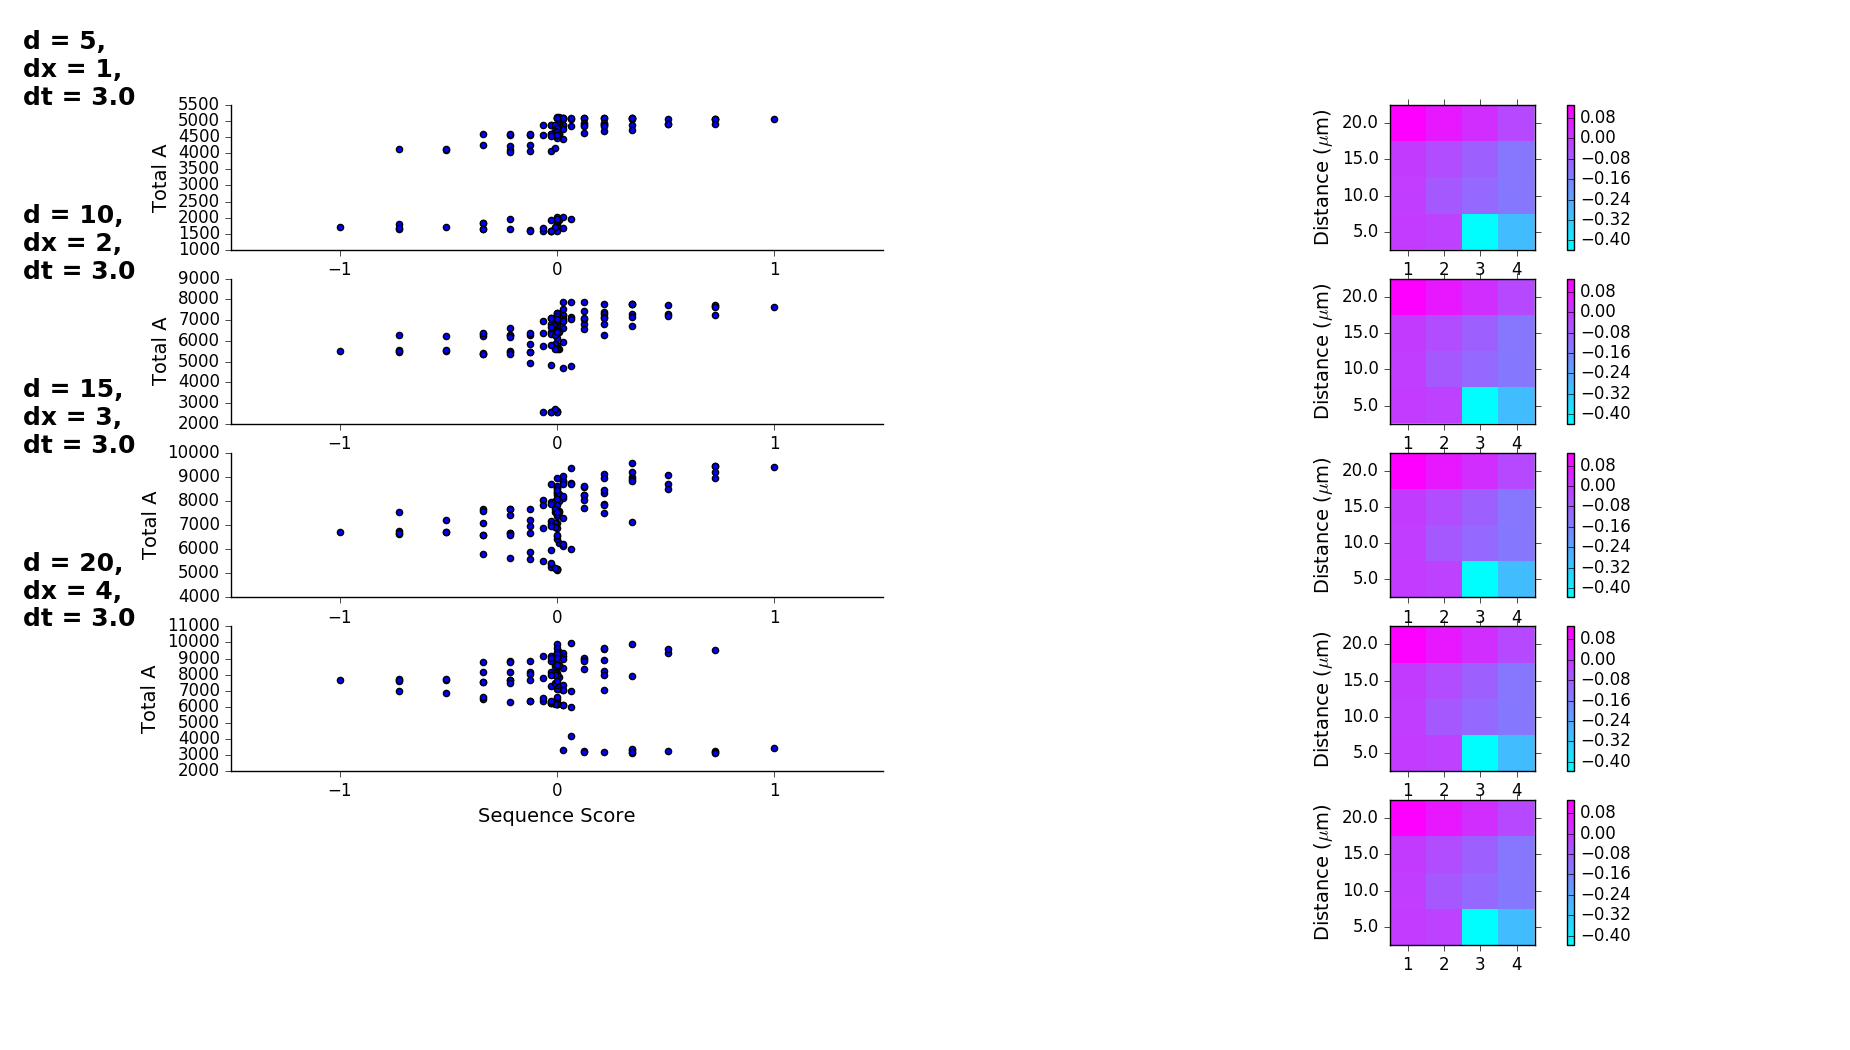 d = 5,
dx = 1,
dt = 3.0
5500
5000
4500
4000
3500
3000
2500
2000
1500
1000
Total A
−1 0 1
d = 10,
dx = 2,
dt = 3.0
9000
8000
7000
6000
5000
4000
3000
2000
Total A
−1 0 1
d = 15,
dx = 3,
dt = 3.0
10000
9000
8000
7000
6000
5000
4000
Total A
−1 0 1
d = 20,
dx = 4,
dt = 3.0
11000
10000
9000
8000
7000
6000
5000
4000
3000
2000
Total A
−1 0 1
Sequence Score
Distance (μm)
20.0
15.0
10.0
5.0
1 2 3 4
0.08
0.00
−0.08
−0.16
−0.24
−0.32
−0.40
Distance (μm)
20.0
15.0
10.0
5.0
1 2 3 4
0.08
0.00
−0.08
−0.16
−0.24
−0.32
−0.40
Distance (μm)
20.0
15.0
10.0
5.0
1 2 3 4
0.08
0.00
−0.08
−0.16
−0.24
−0.32
−0.40
Distance (μm)
20.0
15.0
10.0
5.0
1 2 3 4
0.08
0.00
−0.08
−0.16
−0.24
−0.32
−0.40
Distance (μm)
20.0
15.0
10.0
5.0
1 2 3 4
0.08
0.00
−0.08
−0.16
−0.24
−0.32
−0.40